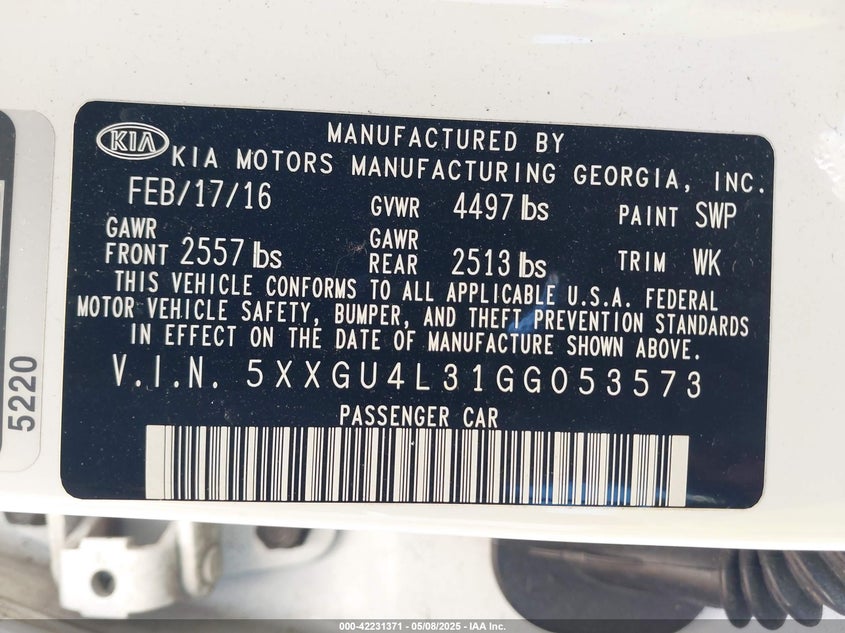 KIA
MANUFACTURED BY
KIA MOTORS MANUFACTURING GEORGIA, INC.
FEB/17/16 GVWR 4497 lbs PAINT SWP
GAWR FRONT 2557 lbs GAWR REAR 2513 lbs TRIM WK
THIS VEHICLE CONFORMS TO ALL APPLICABLE U.S.A. FEDERAL
MOTOR VEHICLE SAFETY, BUMPER, AND THEFT PREVENTION STANDARDS
IN EFFECT ON THE DATE OF MANUFACTURE SHOWN ABOVE.
V.I.N. 5XXGU4L31GG053573
PASSENGER CAR
5220
000-42231371 - 05/08/2025 - IAA Inc.